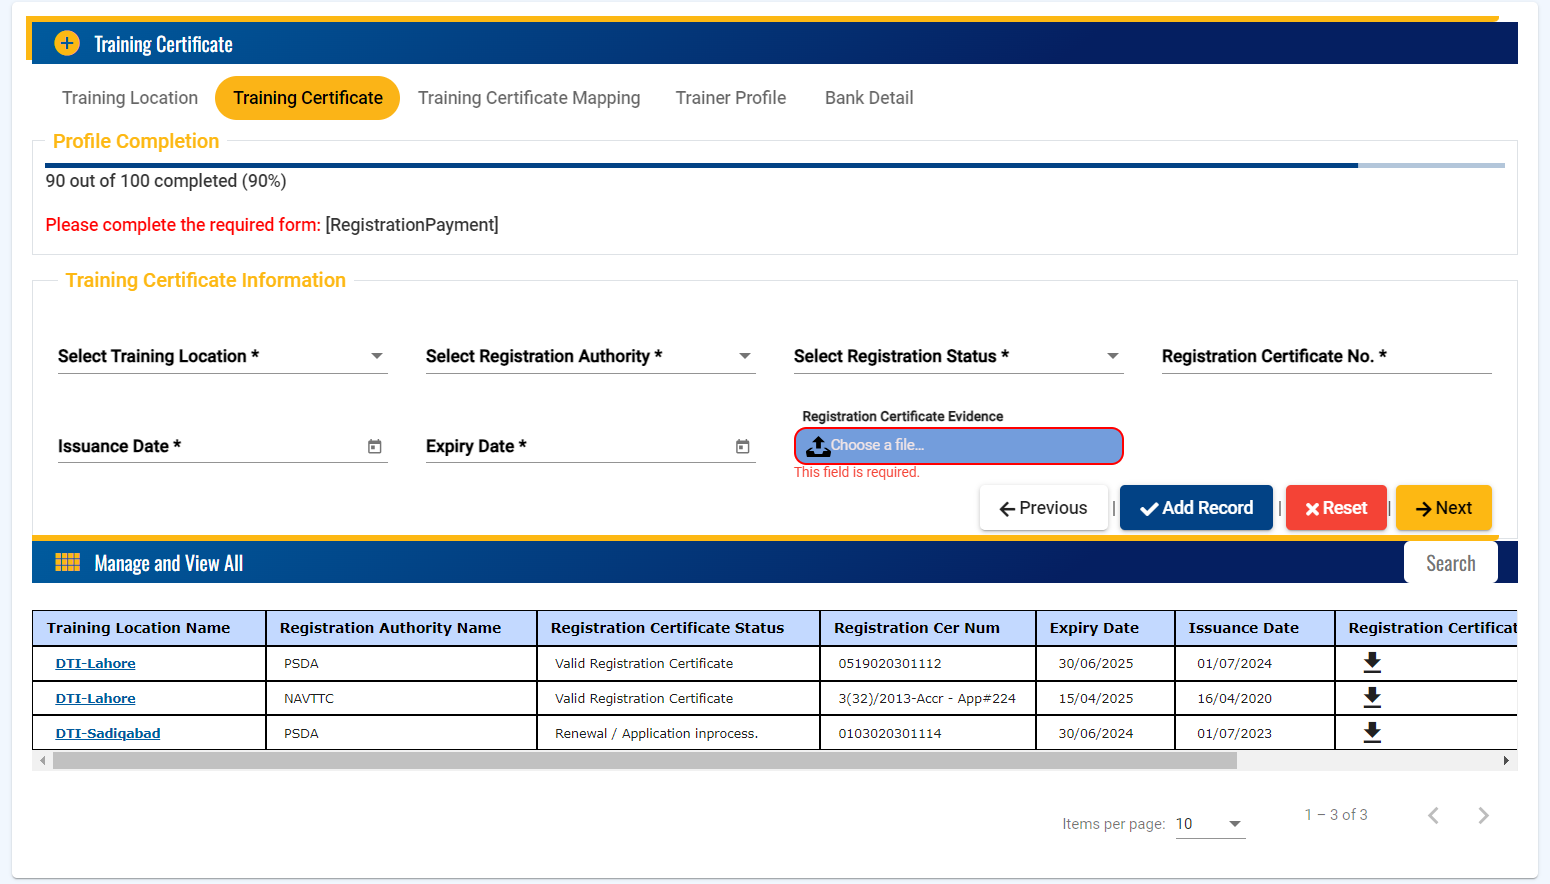 Training Certificate
Training Location Training Certificate Training Certificate Mapping Trainer Profile Bank Detail
Profile Completion
90 out of 100 completed (90%)
Please complete the required form: [RegistrationPayment]
Training Certificate Information
Select Training Location * Select Registration Authority * Select Registration Status * Registration Certificate No. *
Registration Certificate Evidence
Issuance Date * Expiry Date * Choose a file...
This field is required.
Previous | Add Record | Reset | Next
Manage and View All Search
Training Location Name Registration Authority Name Registration Certificate Status Registration Cer Num Expiry Date Issuance Date Registration Certificat
DTI-Lahore PSDA Valid Registration Certificate 0519020301112 30/06/2025 01/07/2024
DTI-Lahore NAVTTC Valid Registration Certificate 3(32)/2013-Accr - App#224 15/04/2025 16/04/2020
DTI-Sadiqabad PSDA Renewal / Application inprocess. 0103020301114 30/06/2024 01/07/2023
Items per page: 10 1 – 3 of 3